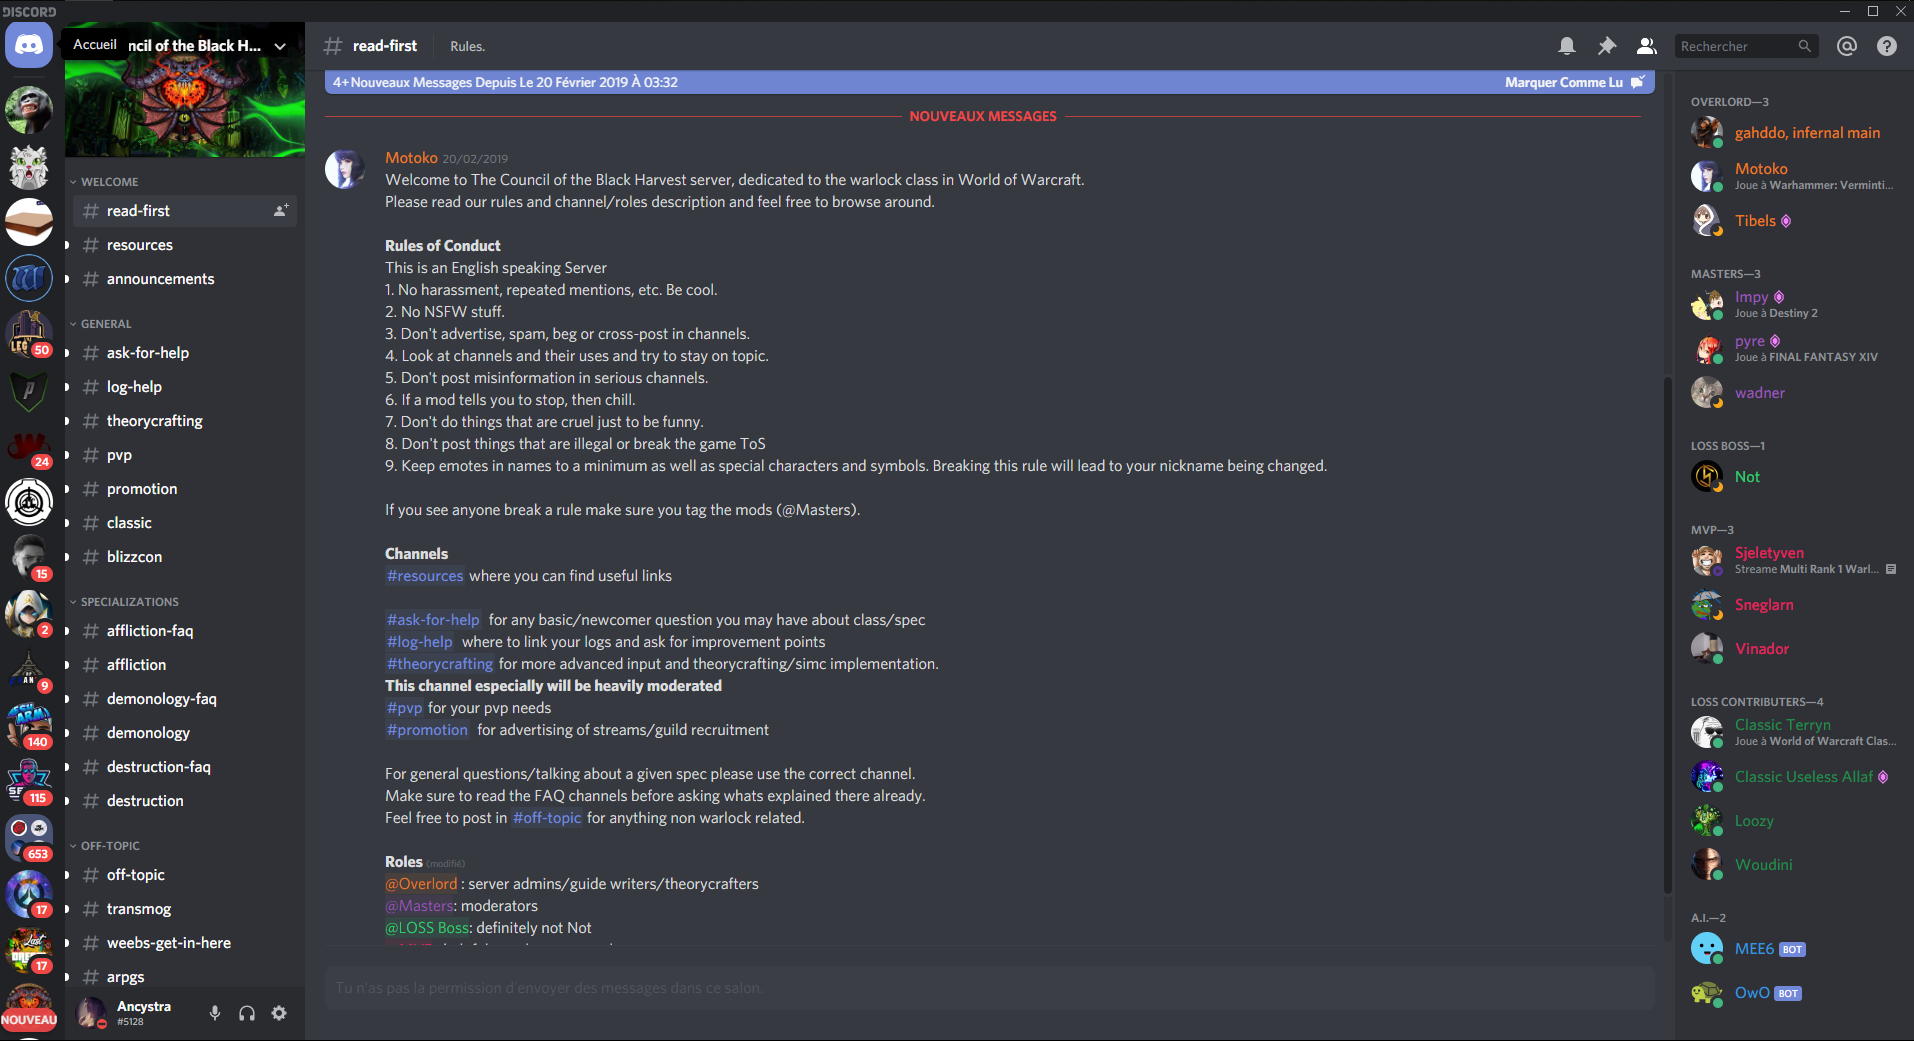 DISCORD
Accueil
ncil of the Black H...
read-first
Rules.
Rechercher
4+ Nouveaux Messages Depuis Le 20 Février 2019 À 03:32
Marquer Comme Lu
NOUVEAUX MESSAGES
WELCOME
read-first
resources
announcements
GENERAL
ask-for-help
log-help
theorycrafting
pvp
promotion
classic
blizzcon
SPECIALIZATIONS
affliction-faq
affliction
demonology-faq
demonology
destruction-faq
destruction
OFF-TOPIC
off-topic
transmog
weebs-get-in-here
arpgs
Ancystra
#5128
50
24
15
2
9
140
115
653
17
17
NOUVEAU
Motoko 20/02/2019
Welcome to The Council of the Black Harvest server, dedicated to the warlock class in World of Warcraft.
Please read our rules and channel/roles description and feel free to browse around.
Rules of Conduct
This is an English speaking Server
1. No harassment, repeated mentions, etc. Be cool.
2. No NSFW stuff.
3. Don't advertise, spam, beg or cross-post in channels.
4. Look at channels and their uses and try to stay on topic.
5. Don't post misinformation in serious channels.
6. If a mod tells you to stop, then chill.
7. Don't do things that are cruel just to be funny.
8. Don't post things that are illegal or break the game ToS
9. Keep emotes in names to a minimum as well as special characters and symbols. Breaking this rule will lead to your nickname being changed.
If you see anyone break a rule make sure you tag the mods (@Masters).
Channels
#resources where you can find useful links
#ask-for-help for any basic/newcomer question you may have about class/spec
#log-help where to link your logs and ask for improvement points
#theorycrafting for more advanced input and theorycrafting/simc implementation.
This channel especially will be heavily moderated
#pvp for your pvp needs
#promotion for advertising of streams/guild recruitment
For general questions/talking about a given spec please use the correct channel.
Make sure to read the FAQ channels before asking whats explained there already.
Feel free to post in #off-topic for anything non warlock related.
Roles (modifié)
@Overlord : server admins/guide writers/theorycrafters
@Masters: moderators
@LOSS Boss: definitely not Not
Tu n'as pas la permission d'envoyer des messages dans ce salon.
OVERLORD—3
gahddo, infernal main
Motoko
Joue à Warhammer: Verminti...
Tibels
MASTERS—3
Impy
Joue à Destiny 2
pyre
Joue à FINAL FANTASY XIV
wadner
LOSS BOSS—1
Not
MVP—3
Sjeletyven
Streame Multi Rank 1 Warl...
Sneglarn
Vinador
LOSS CONTRIBUTERS—4
Classic Terryn
Joue à World of Warcraft Clas...
Classic Useless Allaf
Loozy
Woudini
A.I.—2
MEE6 BOT
OwO BOT